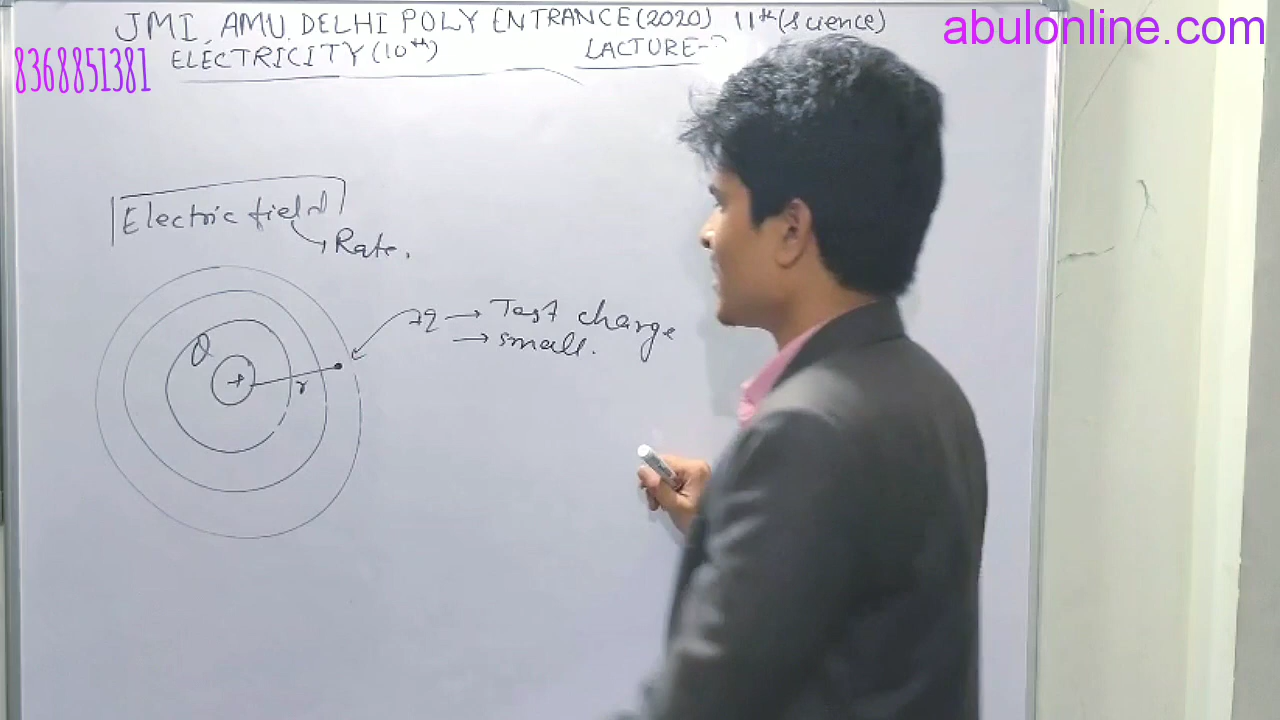 JMI, AMU, DELHI POLY ENTRANCE(2020) 11th (science)
abulonline.com
ELECTRICITY(10th)
LACTURE-
8368851381
Electric field
Rate.
+q → Test charge
→ small.
Q
+
r